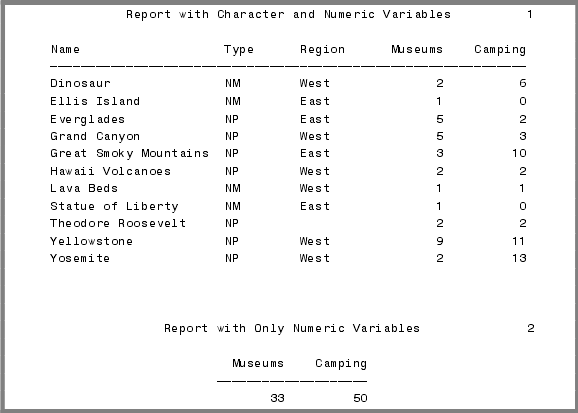 Report with Character and Numeric Variables 1
Name Type Region Museums Camping
Dinosaur NM West 2 6
Ellis Island NM East 1 0
Everglades NP East 5 2
Grand Canyon NP West 5 3
Great Smoky Mountains NP East 3 10
Hawaii Volcanoes NP West 2 2
Lava Beds NM West 1 1
Statue of Liberty NM East 1 0
Theodore Roosevelt NP 2 2
Yellowstone NP West 9 11
Yosemite NP West 2 13
Report with Only Numeric Variables 2
Museums Camping
33 50